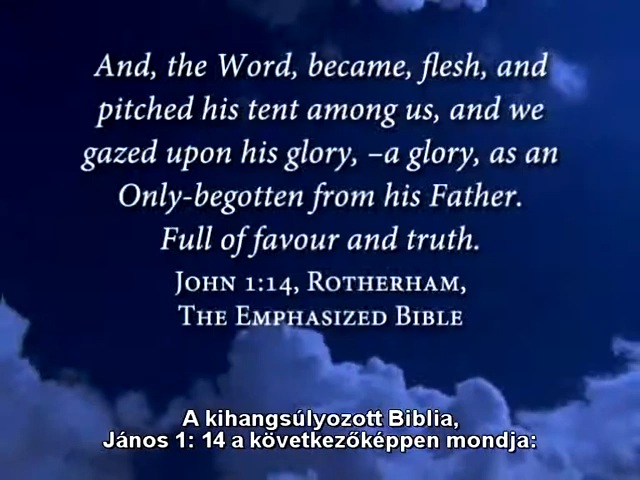 And, the Word, became, flesh, and
pitched his tent among us, and we
gazed upon his glory, –a glory, as an
Only-begotten from his Father.
Full of favour and truth.
John 1:14, Rotherham,
The Emphasized Bible
A kihangsúlyozott Biblia,
János 1: 14 a következőképpen mondja: